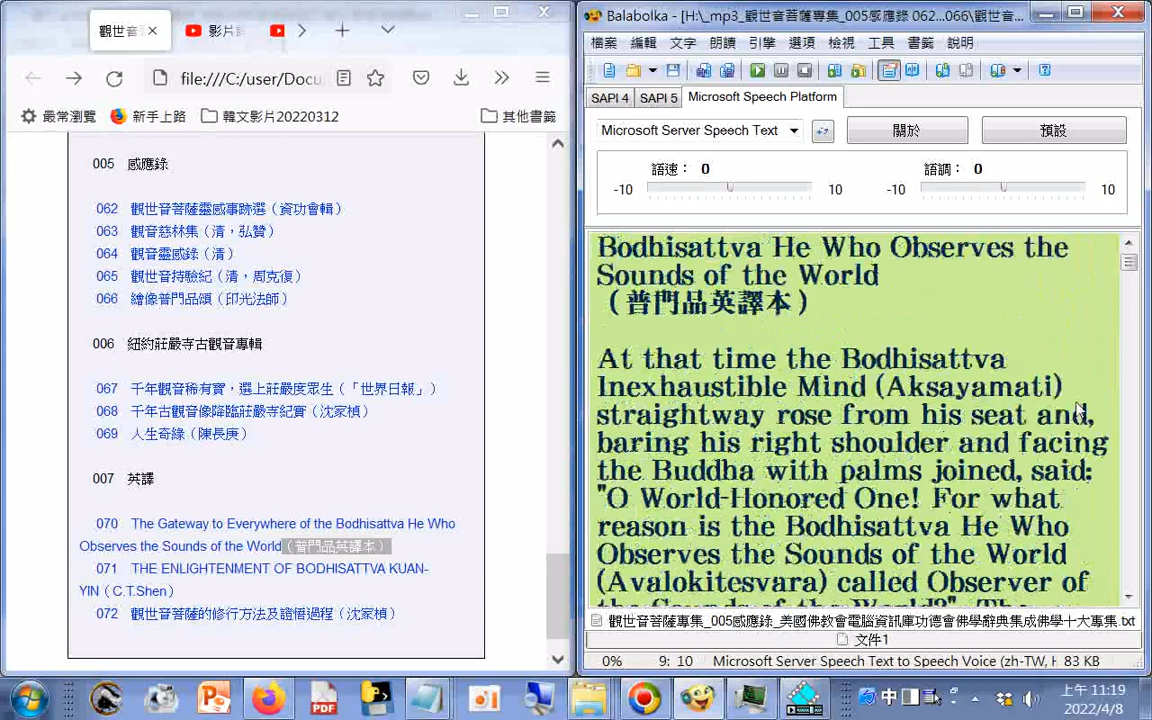 觀世音
影片
file:///C:/user/Docu
最常瀏覽
新手上路
韓文影片20220312
其他書籤
005 感應錄
062 觀世音菩薩靈感事跡選（資功會輯）
063 觀音慈林集（清，弘贊）
064 觀音靈感錄（清）
065 觀世音持驗紀（清，周克復）
066 繪像普門品頌（印光法師）
006 紐約莊嚴寺古觀音專輯
067 千年觀音稀有寶，選上莊嚴度眾生（「世界日報」）
068 千年古觀音像降臨莊嚴寺紀實（沈家楨）
069 人生奇緣（陳長庚）
007 英譯
070 The Gateway to Everywhere of the Bodhisattva He Who
Observes the Sounds of the World（普門品英譯本）
071 THE ENLIGHTENMENT OF BODHISATTVA KUAN-
YIN（C.T.Shen）
072 觀世音菩薩的修行方法及證悟過程（沈家楨）
Balabolka - [H:\_mp3_觀世音菩薩專集_005感應錄 062...066\觀世音...
檔案 編輯 文字 朗讀 引擎 選項 檢視 工具 書籤 說明
SAPI 4 SAPI 5 Microsoft Speech Platform
Microsoft Server Speech Text
關於
預設
語速： 0
語調： 0
-10 10 -10 10
Bodhisattva He Who Observes the
Sounds of the World
（普門品英譯本）
At that time the Bodhisattva
Inexhaustible Mind (Aksayamati)
straightway rose from his seat and,
baring his right shoulder and facing
the Buddha with palms joined, said:
"O World-Honored One! For what
reason is the Bodhisattva He Who
Observes the Sounds of the World
(Avalokitesvara) called Observer of
the Sounds of the World?" The
觀世音菩薩專集_005感應錄_美國佛教會電腦資訊庫功德會佛學辭典集成佛學十大專集.txt
文件1
0% 9: 10 Microsoft Server Speech Text to Speech Voice (zh-TW, H 83 KB
中
上午 11:19
2022/4/8